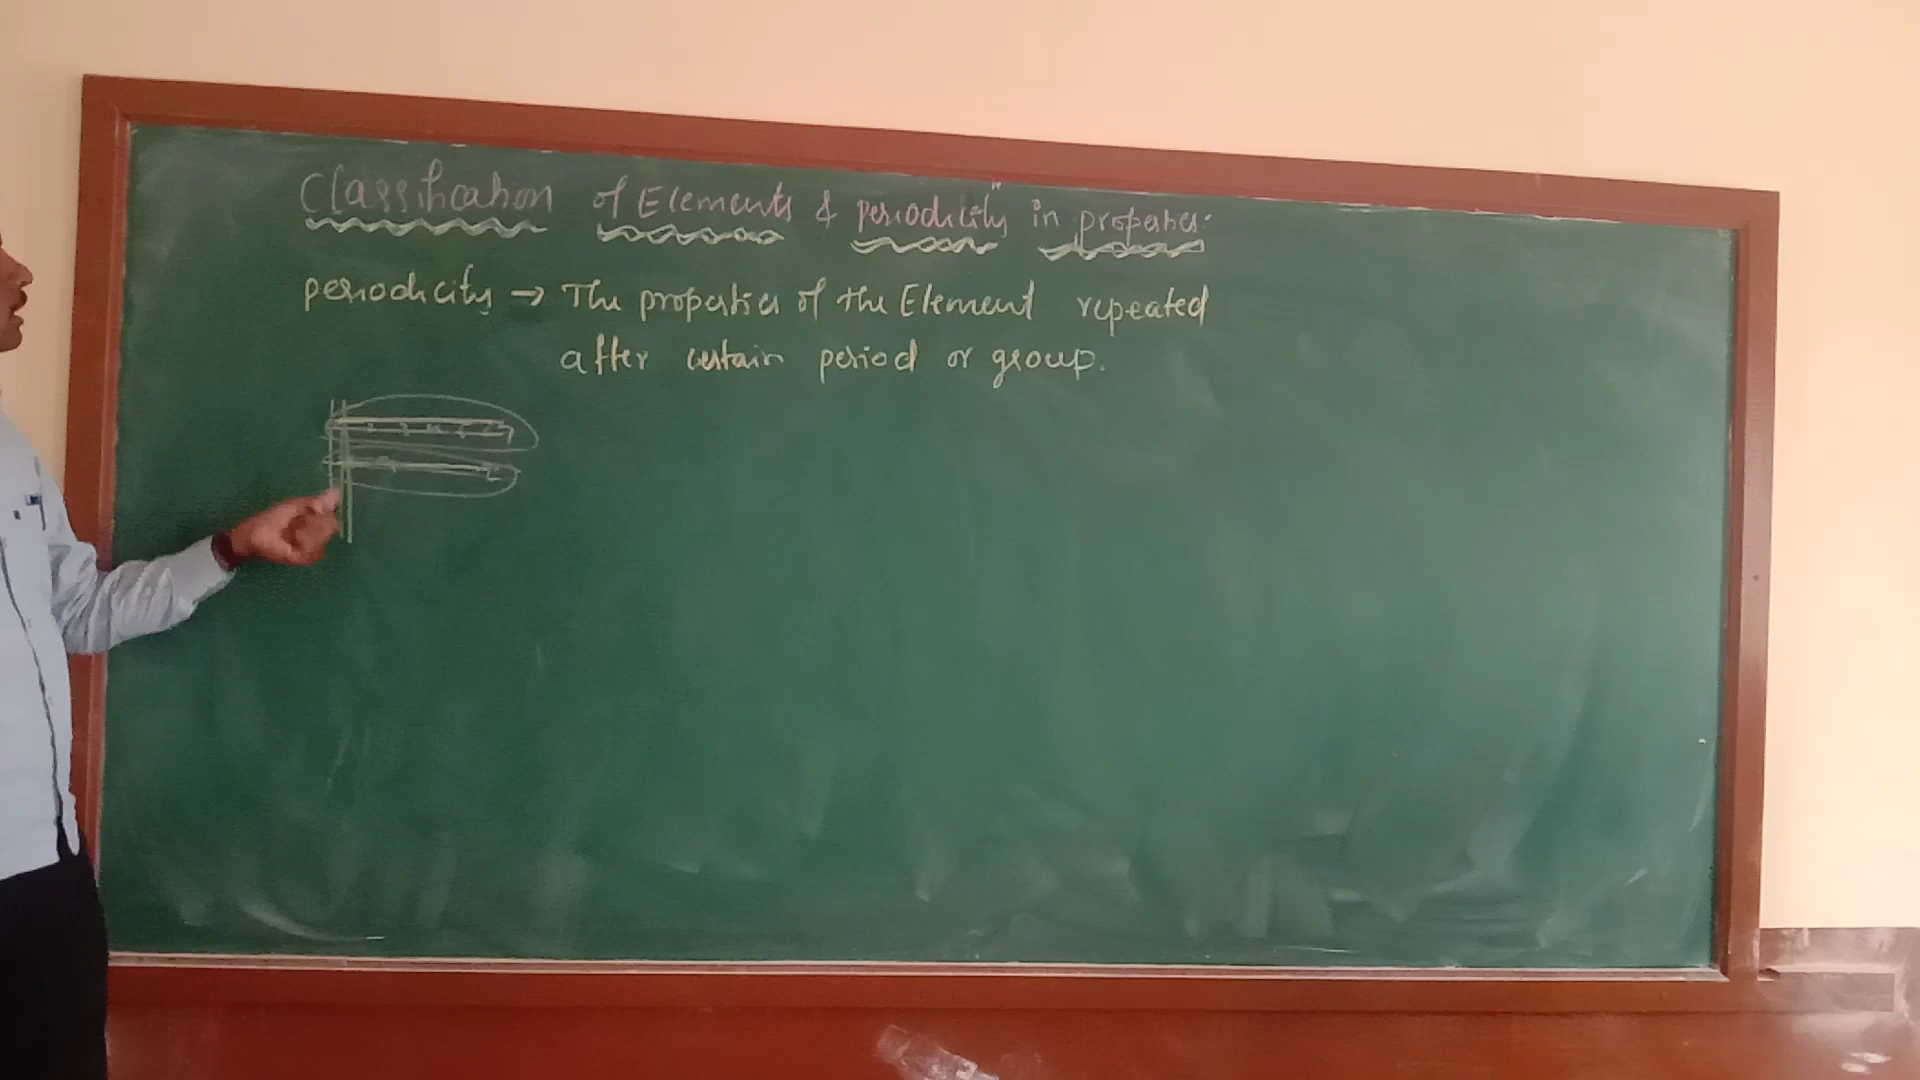 Classification of Elements & periodicity in properties:
periodicity → The properties of the Element repeated
after certain period or group.